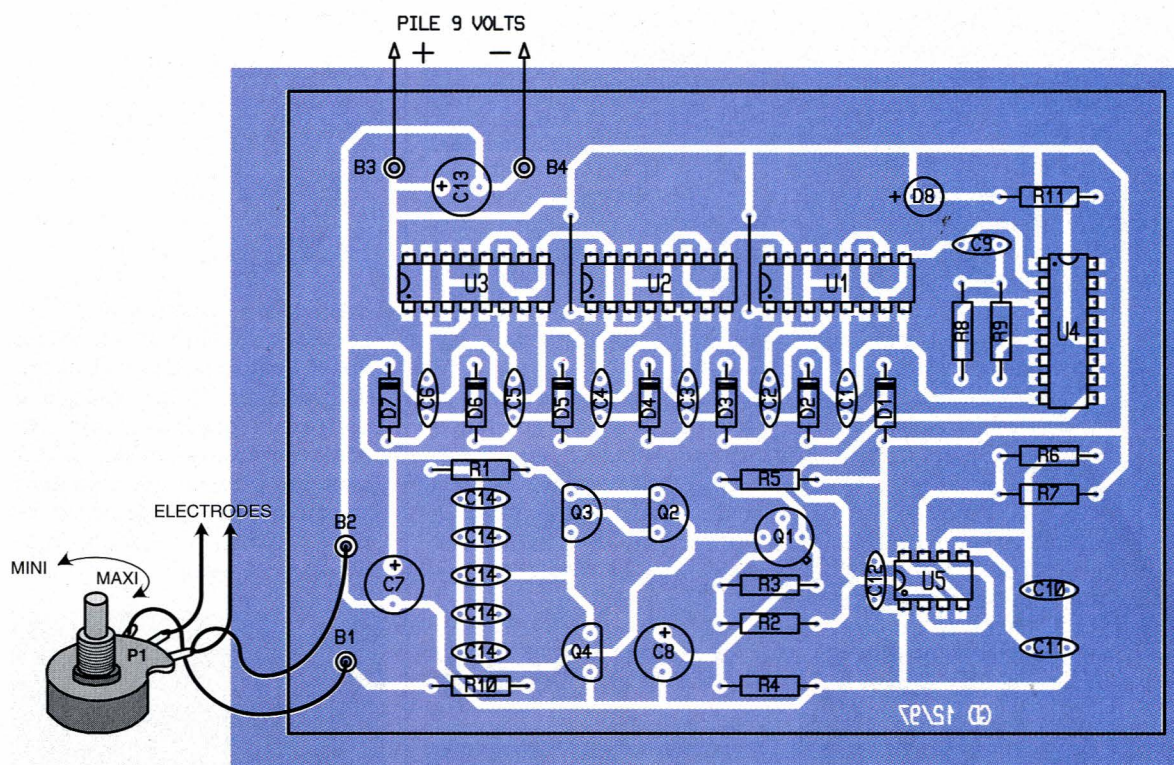 PILE 9 VOLTS
+ -
B3
+ C13
B4
+ D8
R11
C9
U3
U2
U1
U4
R8
R9
D7
C6
D6
C5
D5
C4
D4
C3
D3
C2
D2
C1
D1
R1
R5
R6
R7
C14
Q3
Q2
Q1
ELECTRODES
B2
C14
MINI
MAXI
+
C7
C14
R3
C12
U5
C10
C14
R2
P1
B1
Q4
+
C8
C11
C14
R10
R4
GD 12/97